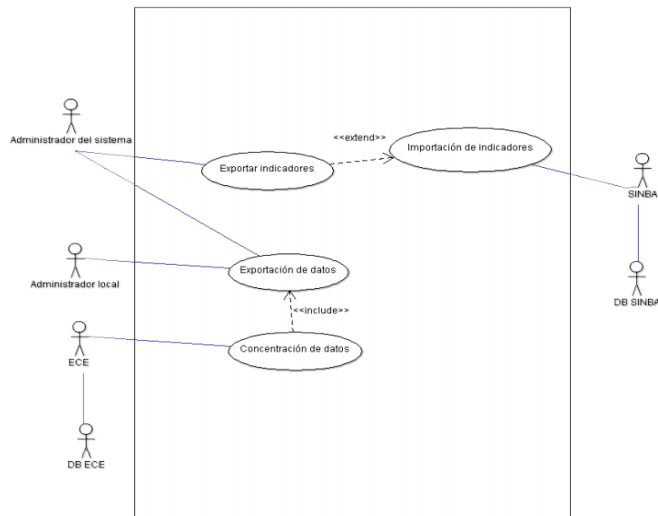 Administrador del sistema
<<extend>>
Importación de indicadores
Exportar indicadores
SINBA
Administrador local
Exportación de datos
DB SINBA
<<include>>
ECE
Concentración de datos
DB ECE